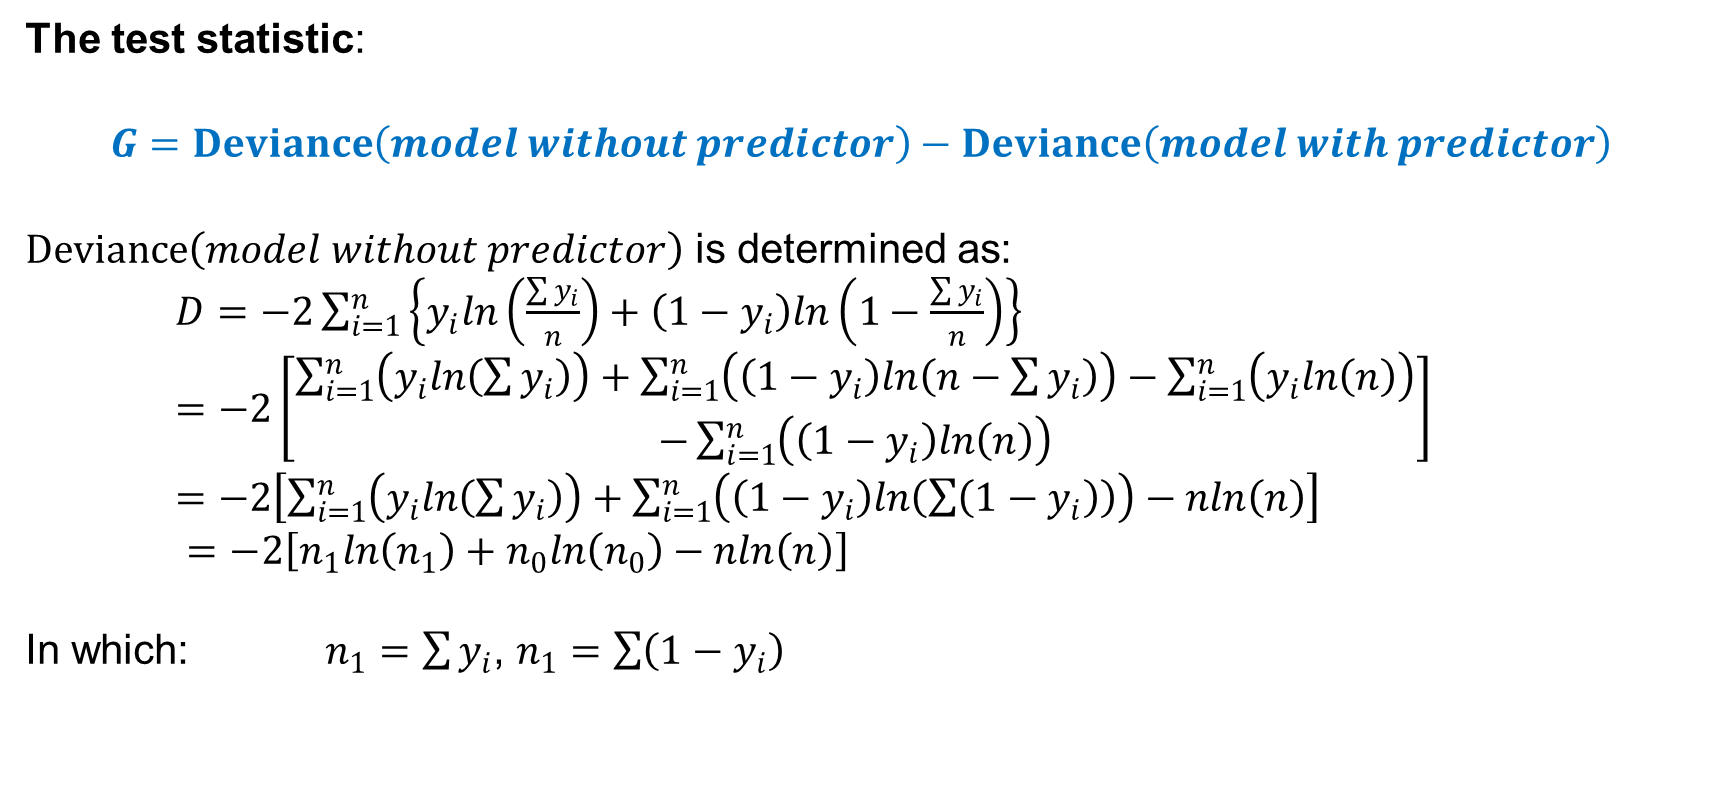 The test statistic:
G = Deviance(model without predictor) − Deviance(model with predictor)
Deviance(model without predictor) is determined as:
D = −2 ∑ⁿᵢ₌₁ {yᵢln (∑ yᵢ / n) + (1 − yᵢ)ln (1 − ∑ yᵢ / n)}
= −2 [∑ⁿᵢ₌₁(yᵢln(∑ yᵢ)) + ∑ⁿᵢ₌₁((1 − yᵢ)ln(n − ∑ yᵢ)) − ∑ⁿᵢ₌₁(yᵢln(n))
− ∑ⁿᵢ₌₁((1 − yᵢ)ln(n))]
= −2[∑ⁿᵢ₌₁(yᵢln(∑ yᵢ)) + ∑ⁿᵢ₌₁((1 − yᵢ)ln(∑(1 − yᵢ))) − nln(n)]
= −2[n₁ln(n₁) + n₀ln(n₀) − nln(n)]
In which: n₁ = ∑ yᵢ, n₁ = ∑(1 − yᵢ)